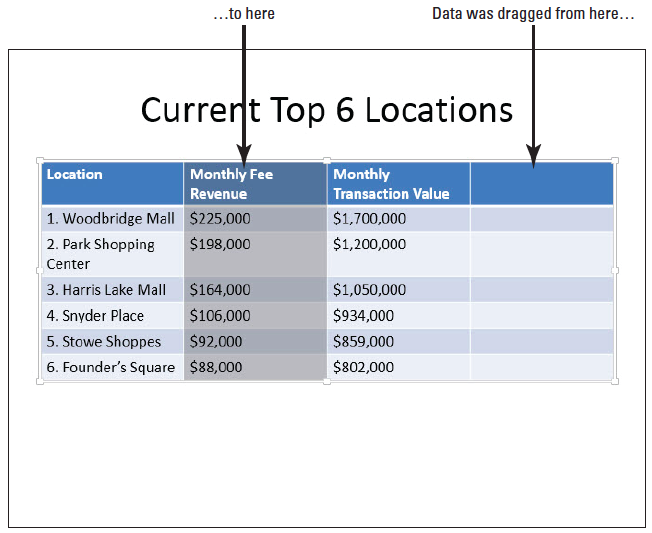 …to here
Data was dragged from here…
Current Top 6 Locations
Location
Monthly Fee
Revenue
Monthly
Transaction Value
1. Woodbridge Mall $225,000 $1,700,000
2. Park Shopping
Center
$198,000 $1,200,000
3. Harris Lake Mall $164,000 $1,050,000
4. Snyder Place $106,000 $934,000
5. Stowe Shoppes $92,000 $859,000
6. Founder’s Square $88,000 $802,000